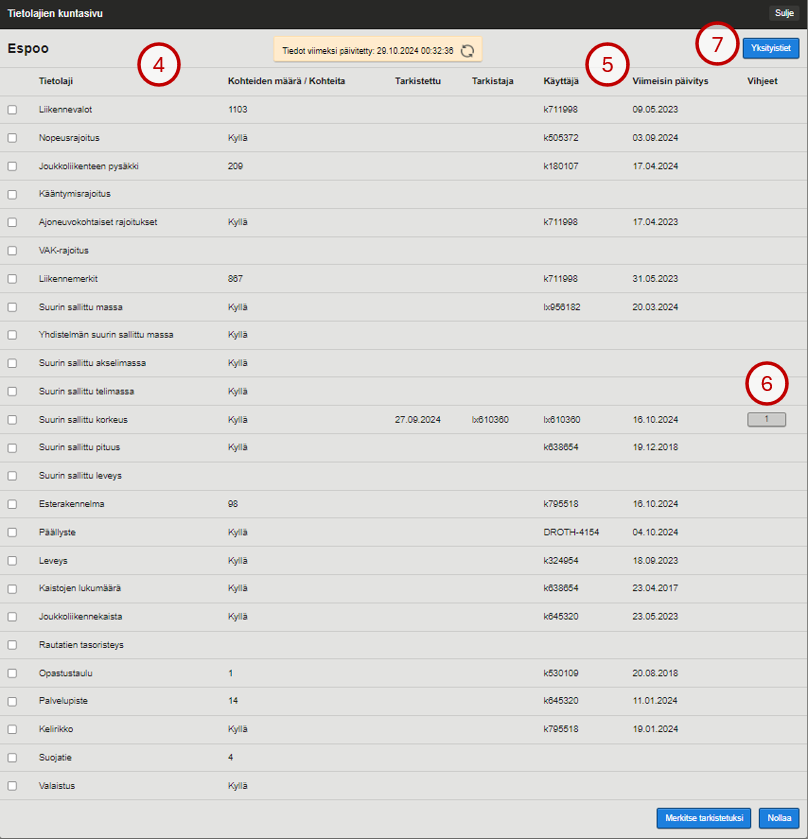 Tietolajien kuntasivu Sulje
Espoo 4 Tiedot viimeksi päivitetty: 29.10.2024 00:32:36 5 7 Yksityistiet
Tietolaji Kohteiden määrä / Kohteita Tarkistettu Tarkistaja Käyttäjä Viimeisin päivitys Vihjeet
Liikennevalot 1103 k711998 09.05.2023
Nopeusrajoitus Kyllä k505372 03.09.2024
Joukkoliikenteen pysäkki 209 k180107 17.04.2024
Kääntymisrajoitus
Ajoneuvokohtaiset rajoitukset Kyllä k711998 17.04.2023
VAK-rajoitus
Liikennemerkit 867 k711998 31.05.2023
Suurin sallittu massa Kyllä lx956182 20.03.2024
Yhdistelmän suurin sallittu massa Kyllä
Suurin sallittu akselimassa Kyllä
Suurin sallittu telimassa Kyllä
6
Suurin sallittu korkeus Kyllä 27.09.2024 lx610360 lx610360 16.10.2024 1
Suurin sallittu pituus Kyllä k638654 19.12.2018
Suurin sallittu leveys
Esterakennelma 98 k795518 16.10.2024
Päällyste Kyllä DROTH-4154 04.10.2024
Leveys Kyllä k324954 18.09.2023
Kaistojen lukumäärä Kyllä k638654 23.04.2017
Joukkoliikennekaista Kyllä k645320 23.05.2023
Rautatien tasoristeys
Opastustaulu 1 k530109 20.08.2018
Palvelupiste 14 k645320 11.01.2024
Kelirikko Kyllä k795518 19.01.2024
Suojatie 4
Valaistus Kyllä
Merkitse tarkistetuksi Nollaa